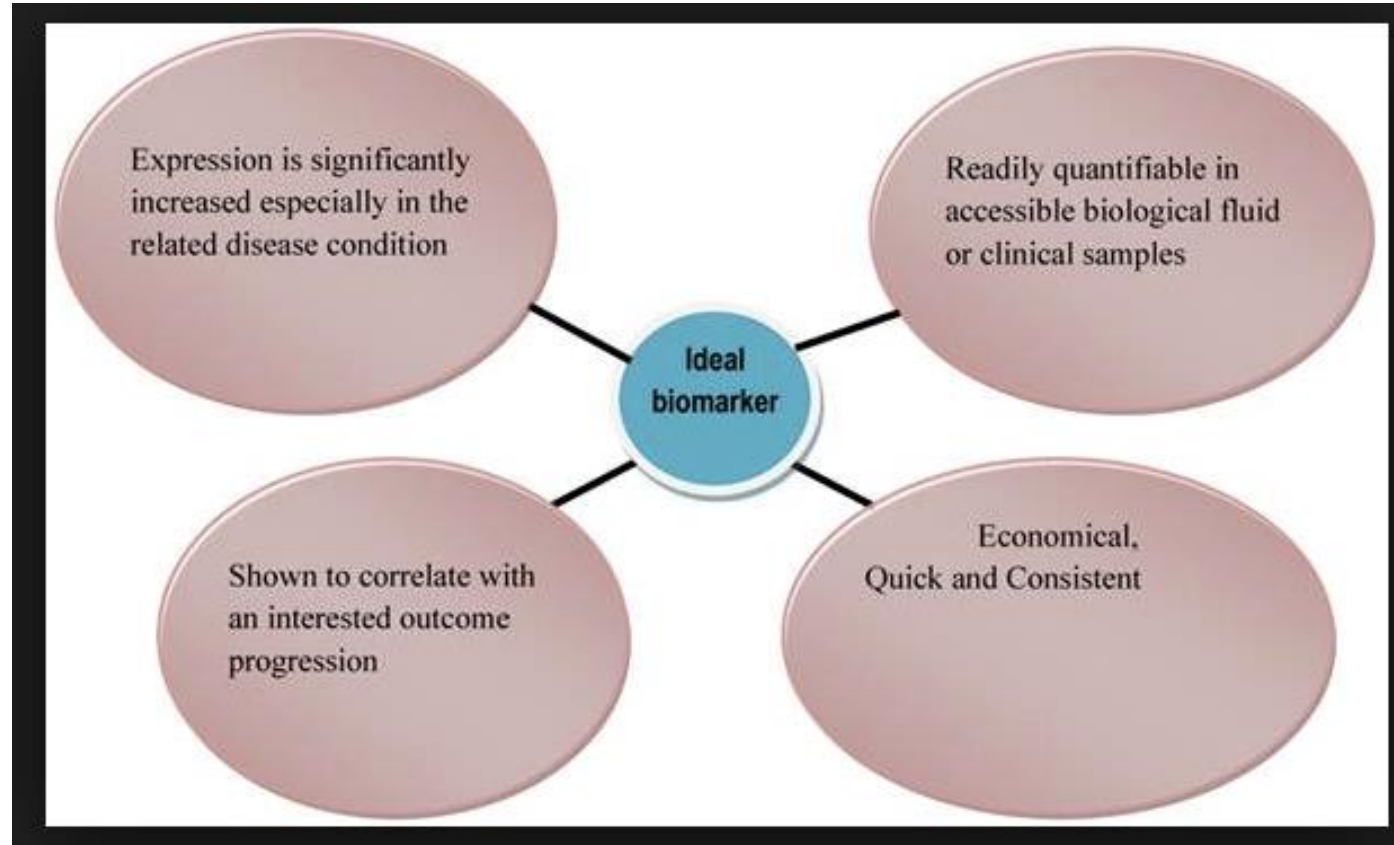 Expression is significantly
increased especially in the
related disease condition
Readily quantifiable in
accessible biological fluid
or clinical samples
Ideal
biomarker
Shown to correlate with
an interested outcome
progression
Economical,
Quick and Consistent